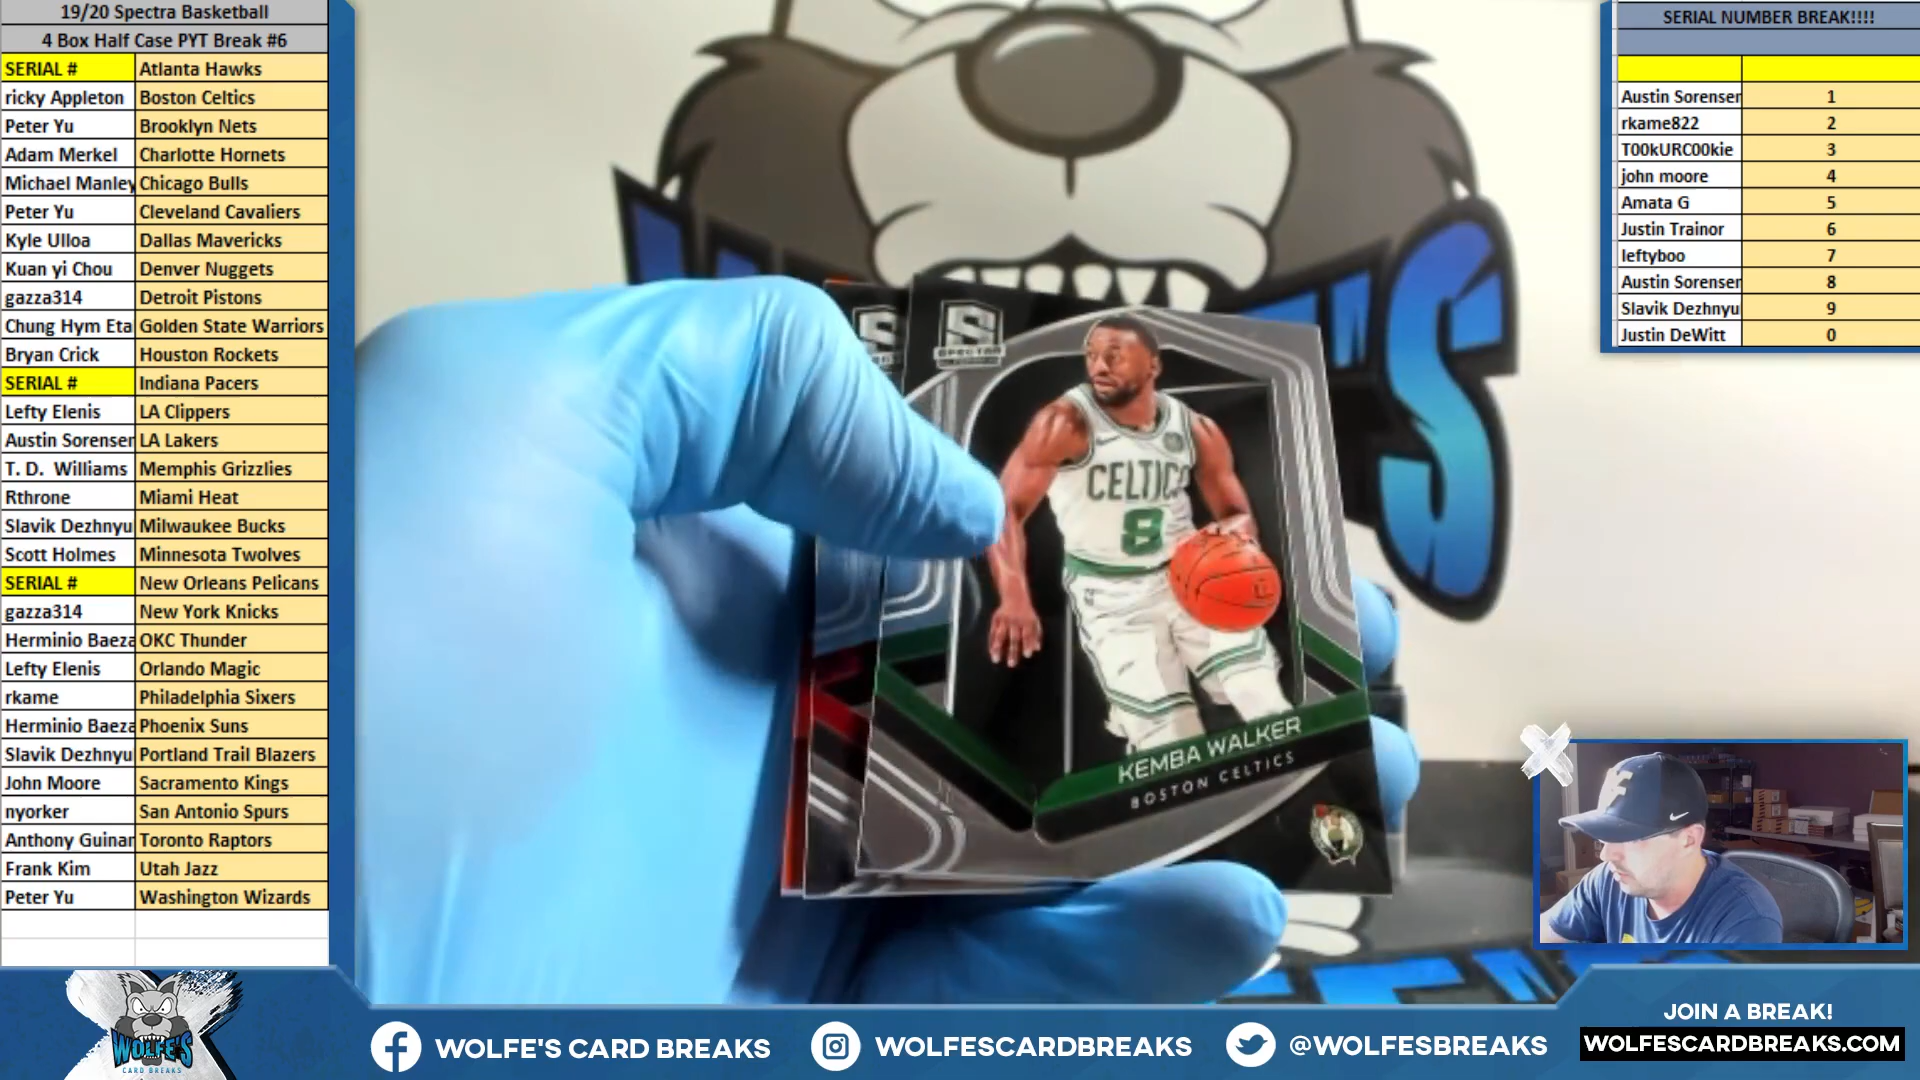 19/20 Spectra Basketball
4 Box Half Case PYT Break #6
SERIAL # Atlanta Hawks
ricky Appleton Boston Celtics
Peter Yu Brooklyn Nets
Adam Merkel Charlotte Hornets
Michael Manley Chicago Bulls
Peter Yu Cleveland Cavaliers
Kyle Ulloa Dallas Mavericks
Kuan yi Chou Denver Nuggets
gazza314 Detroit Pistons
Chung Hym Eta Golden State Warriors
Bryan Crick Houston Rockets
SERIAL # Indiana Pacers
Lefty Elenis LA Clippers
Austin Sorenser LA Lakers
T. D. Williams Memphis Grizzlies
Rthrone Miami Heat
Slavik Dezhnyu Milwaukee Bucks
Scott Holmes Minnesota Twolves
SERIAL # New Orleans Pelicans
gazza314 New York Knicks
Herminio Baeza OKC Thunder
Lefty Elenis Orlando Magic
rkame Philadelphia Sixers
Herminio Baeza Phoenix Suns
Slavik Dezhnyu Portland Trail Blazers
John Moore Sacramento Kings
nyorker San Antonio Spurs
Anthony Guinar Toronto Raptors
Frank Kim Utah Jazz
Peter Yu Washington Wizards
SERIAL NUMBER BREAK!!!!
Austin Sorenser 1
rkame822 2
T00kURC00kie 3
john moore 4
Amata G 5
Justin Trainor 6
leftyboo 7
Austin Sorenser 8
Slavik Dezhnyu 9
Justin DeWitt 0
SPECTRA
CELTICS
8
KEMBA WALKER
BOSTON CELTICS
WOLFE'S
CARD BREAKS
WOLFE'S CARD BREAKS
WOLFESCARDBREAKS
@WOLFESBREAKS
JOIN A BREAK!
WOLFESCARDBREAKS.COM